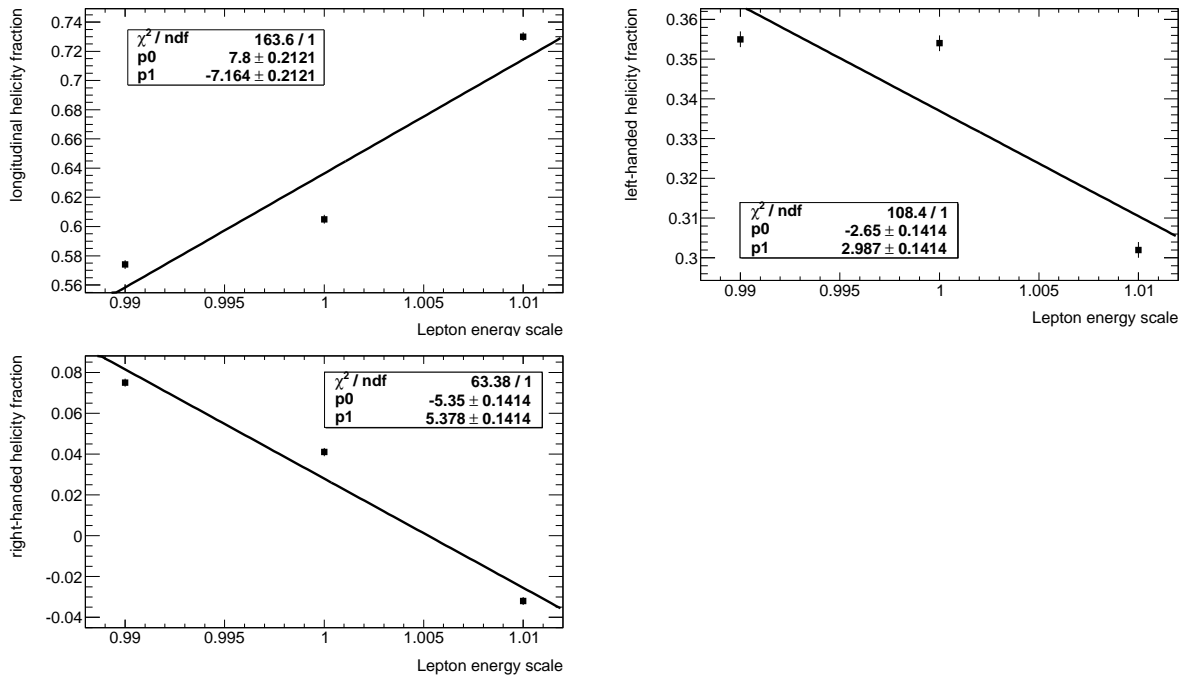 longitudinal helicity fraction
0.74
0.72
0.7
0.68
0.66
0.64
0.62
0.6
0.58
0.56
χ² / ndf 163.6 / 1
p0 7.8 ± 0.2121
p1 -7.164 ± 0.2121
0.99 0.995 1 1.005 1.01
Lepton energy scale
left-handed helicity fraction
0.36
0.35
0.34
0.33
0.32
0.31
0.3
χ² / ndf 108.4 / 1
p0 -2.65 ± 0.1414
p1 2.987 ± 0.1414
0.99 0.995 1 1.005 1.01
Lepton energy scale
right-handed helicity fraction
0.08
0.06
0.04
0.02
0
-0.02
-0.04
χ² / ndf 63.38 / 1
p0 -5.35 ± 0.1414
p1 5.378 ± 0.1414
0.99 0.995 1 1.005 1.01
Lepton energy scale